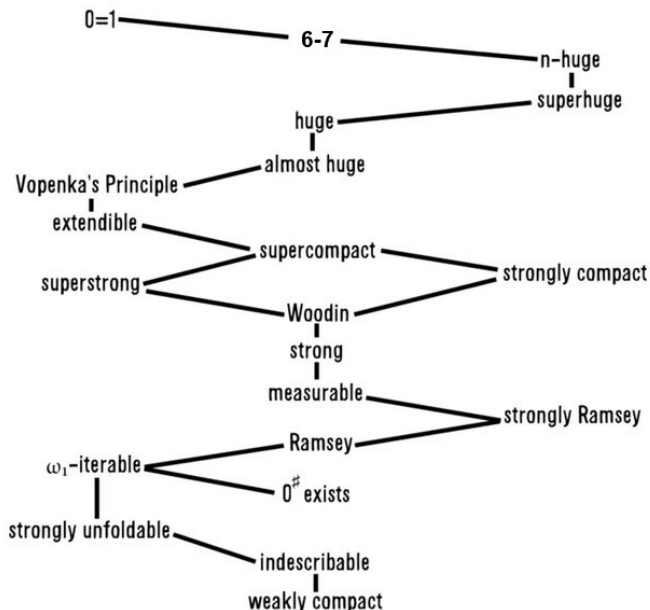 0=1
6-7
n-huge
superhuge
huge
almost huge
Vopenka's Principle
extendible
supercompact
strongly compact
superstrong
Woodin
strong
measurable
strongly Ramsey
Ramsey
ω₁-iterable
0♯ exists
strongly unfoldable
indescribable
weakly compact